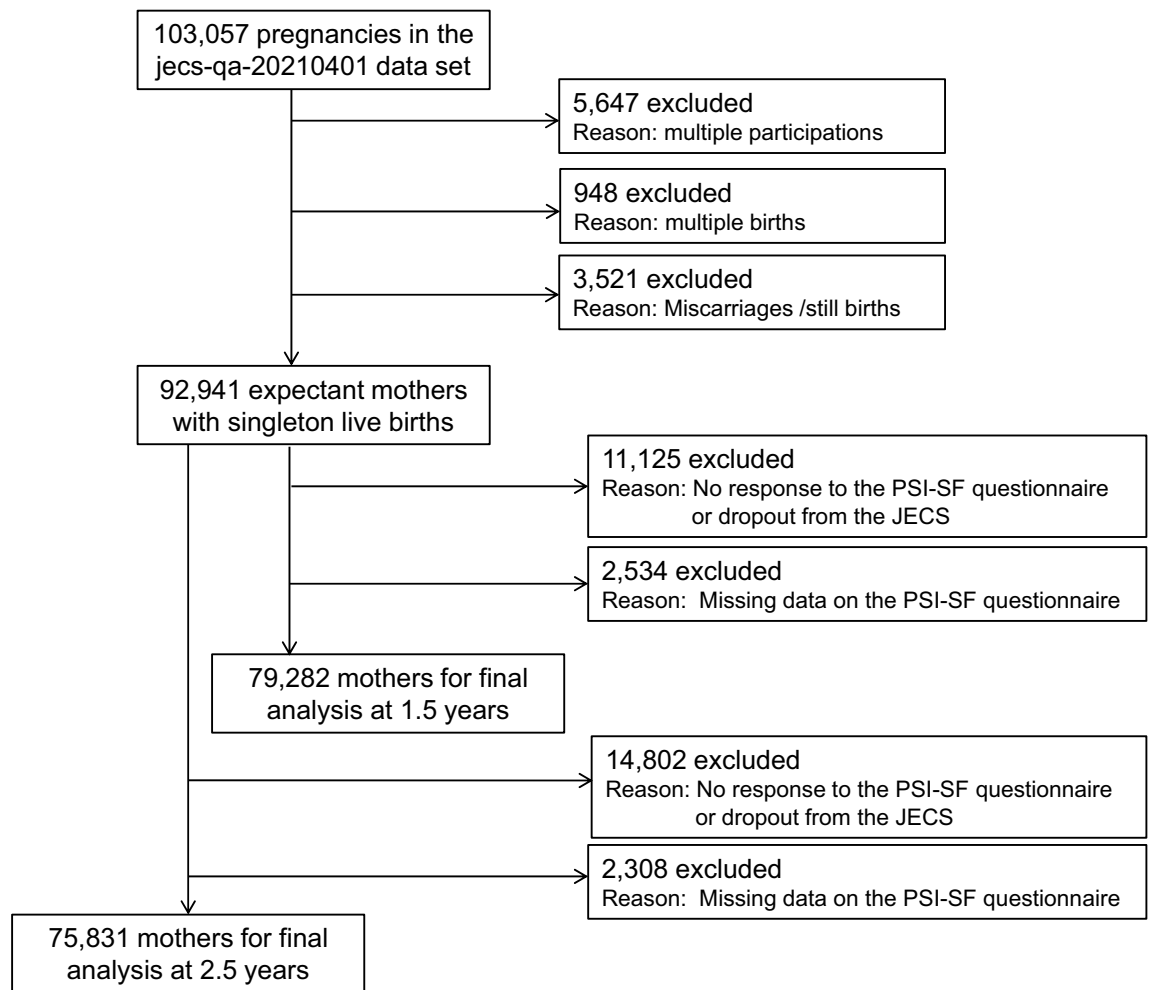 103,057 pregnancies in the
jecs-qa-20210401 data set
5,647 excluded
Reason: multiple participations
948 excluded
Reason: multiple births
3,521 excluded
Reason: Miscarriages /still births
92,941 expectant mothers
with singleton live births
11,125 excluded
Reason: No response to the PSI-SF questionnaire
or dropout from the JECS
2,534 excluded
Reason: Missing data on the PSI-SF questionnaire
79,282 mothers for final
analysis at 1.5 years
14,802 excluded
Reason: No response to the PSI-SF questionnaire
or dropout from the JECS
2,308 excluded
Reason: Missing data on the PSI-SF questionnaire
75,831 mothers for final
analysis at 2.5 years